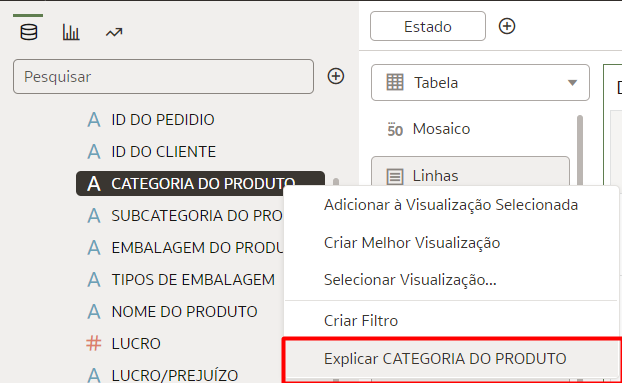 Estado
Pesquisar
ID DO PEDIDIO
ID DO CLIENTE
CATEGORIA DO PRODUTO
SUBCATEGORIA DO PRO
EMBALAGEM DO PRODU
TIPOS DE EMBALAGEM
NOME DO PRODUTO
LUCRO
LUCRO/PREJUÍZO
Tabela
50 Mosaico
Linhas
Adicionar à Visualização Selecionada
Criar Melhor Visualização
Selecionar Visualização...
Criar Filtro
Explicar CATEGORIA DO PRODUTO